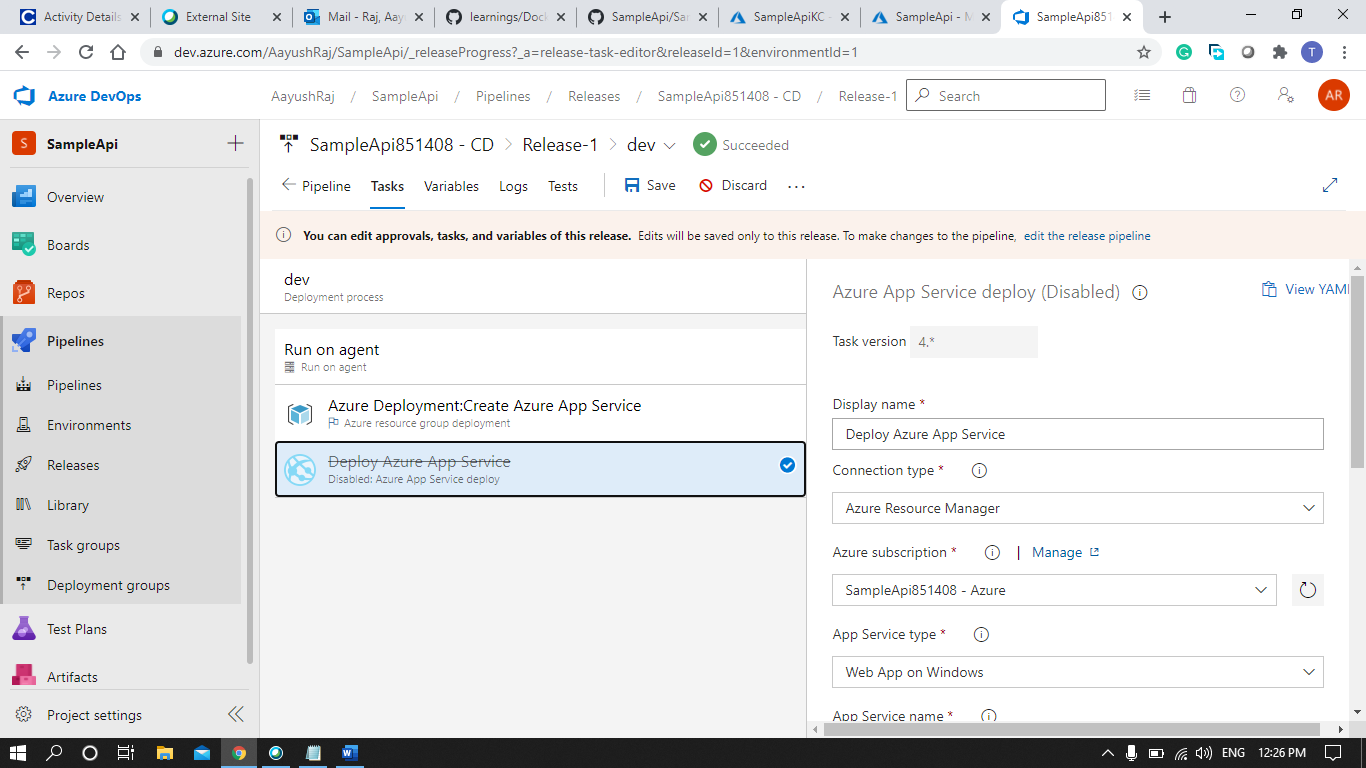 Activity Details
External Site
Mail - Raj, Aay
learnings/Dock
SampleApi/Sam
SampleApiKC -
SampleApi - M
SampleApi851
dev.azure.com/AayushRaj/SampleApi/_releaseProgress?_a=release-task-editor&releaseId=1&environmentId=1
T
Azure DevOps
AayushRaj / SampleApi / Pipelines / Releases / SampleApi851408 - CD / Release-1
Search
AR
S
SampleApi
Overview
Boards
Repos
Pipelines
Pipelines
Environments
Releases
Library
Task groups
Deployment groups
Test Plans
Artifacts
Project settings
SampleApi851408 - CD > Release-1 > dev
Succeeded
Pipeline
Tasks
Variables
Logs
Tests
Save
Discard
...
You can edit approvals, tasks, and variables of this release. Edits will be saved only to this release. To make changes to the pipeline, edit the release pipeline
dev
Deployment process
Run on agent
Run on agent
Azure Deployment:Create Azure App Service
Azure resource group deployment
Deploy Azure App Service
Disabled: Azure App Service deploy
Azure App Service deploy (Disabled)
View YAM
Task version 4.*
Display name *
Deploy Azure App Service
Connection type *
Azure Resource Manager
Azure subscription * | Manage
SampleApi851408 - Azure
App Service type *
Web App on Windows
App Service name *
ENG
12:26 PM